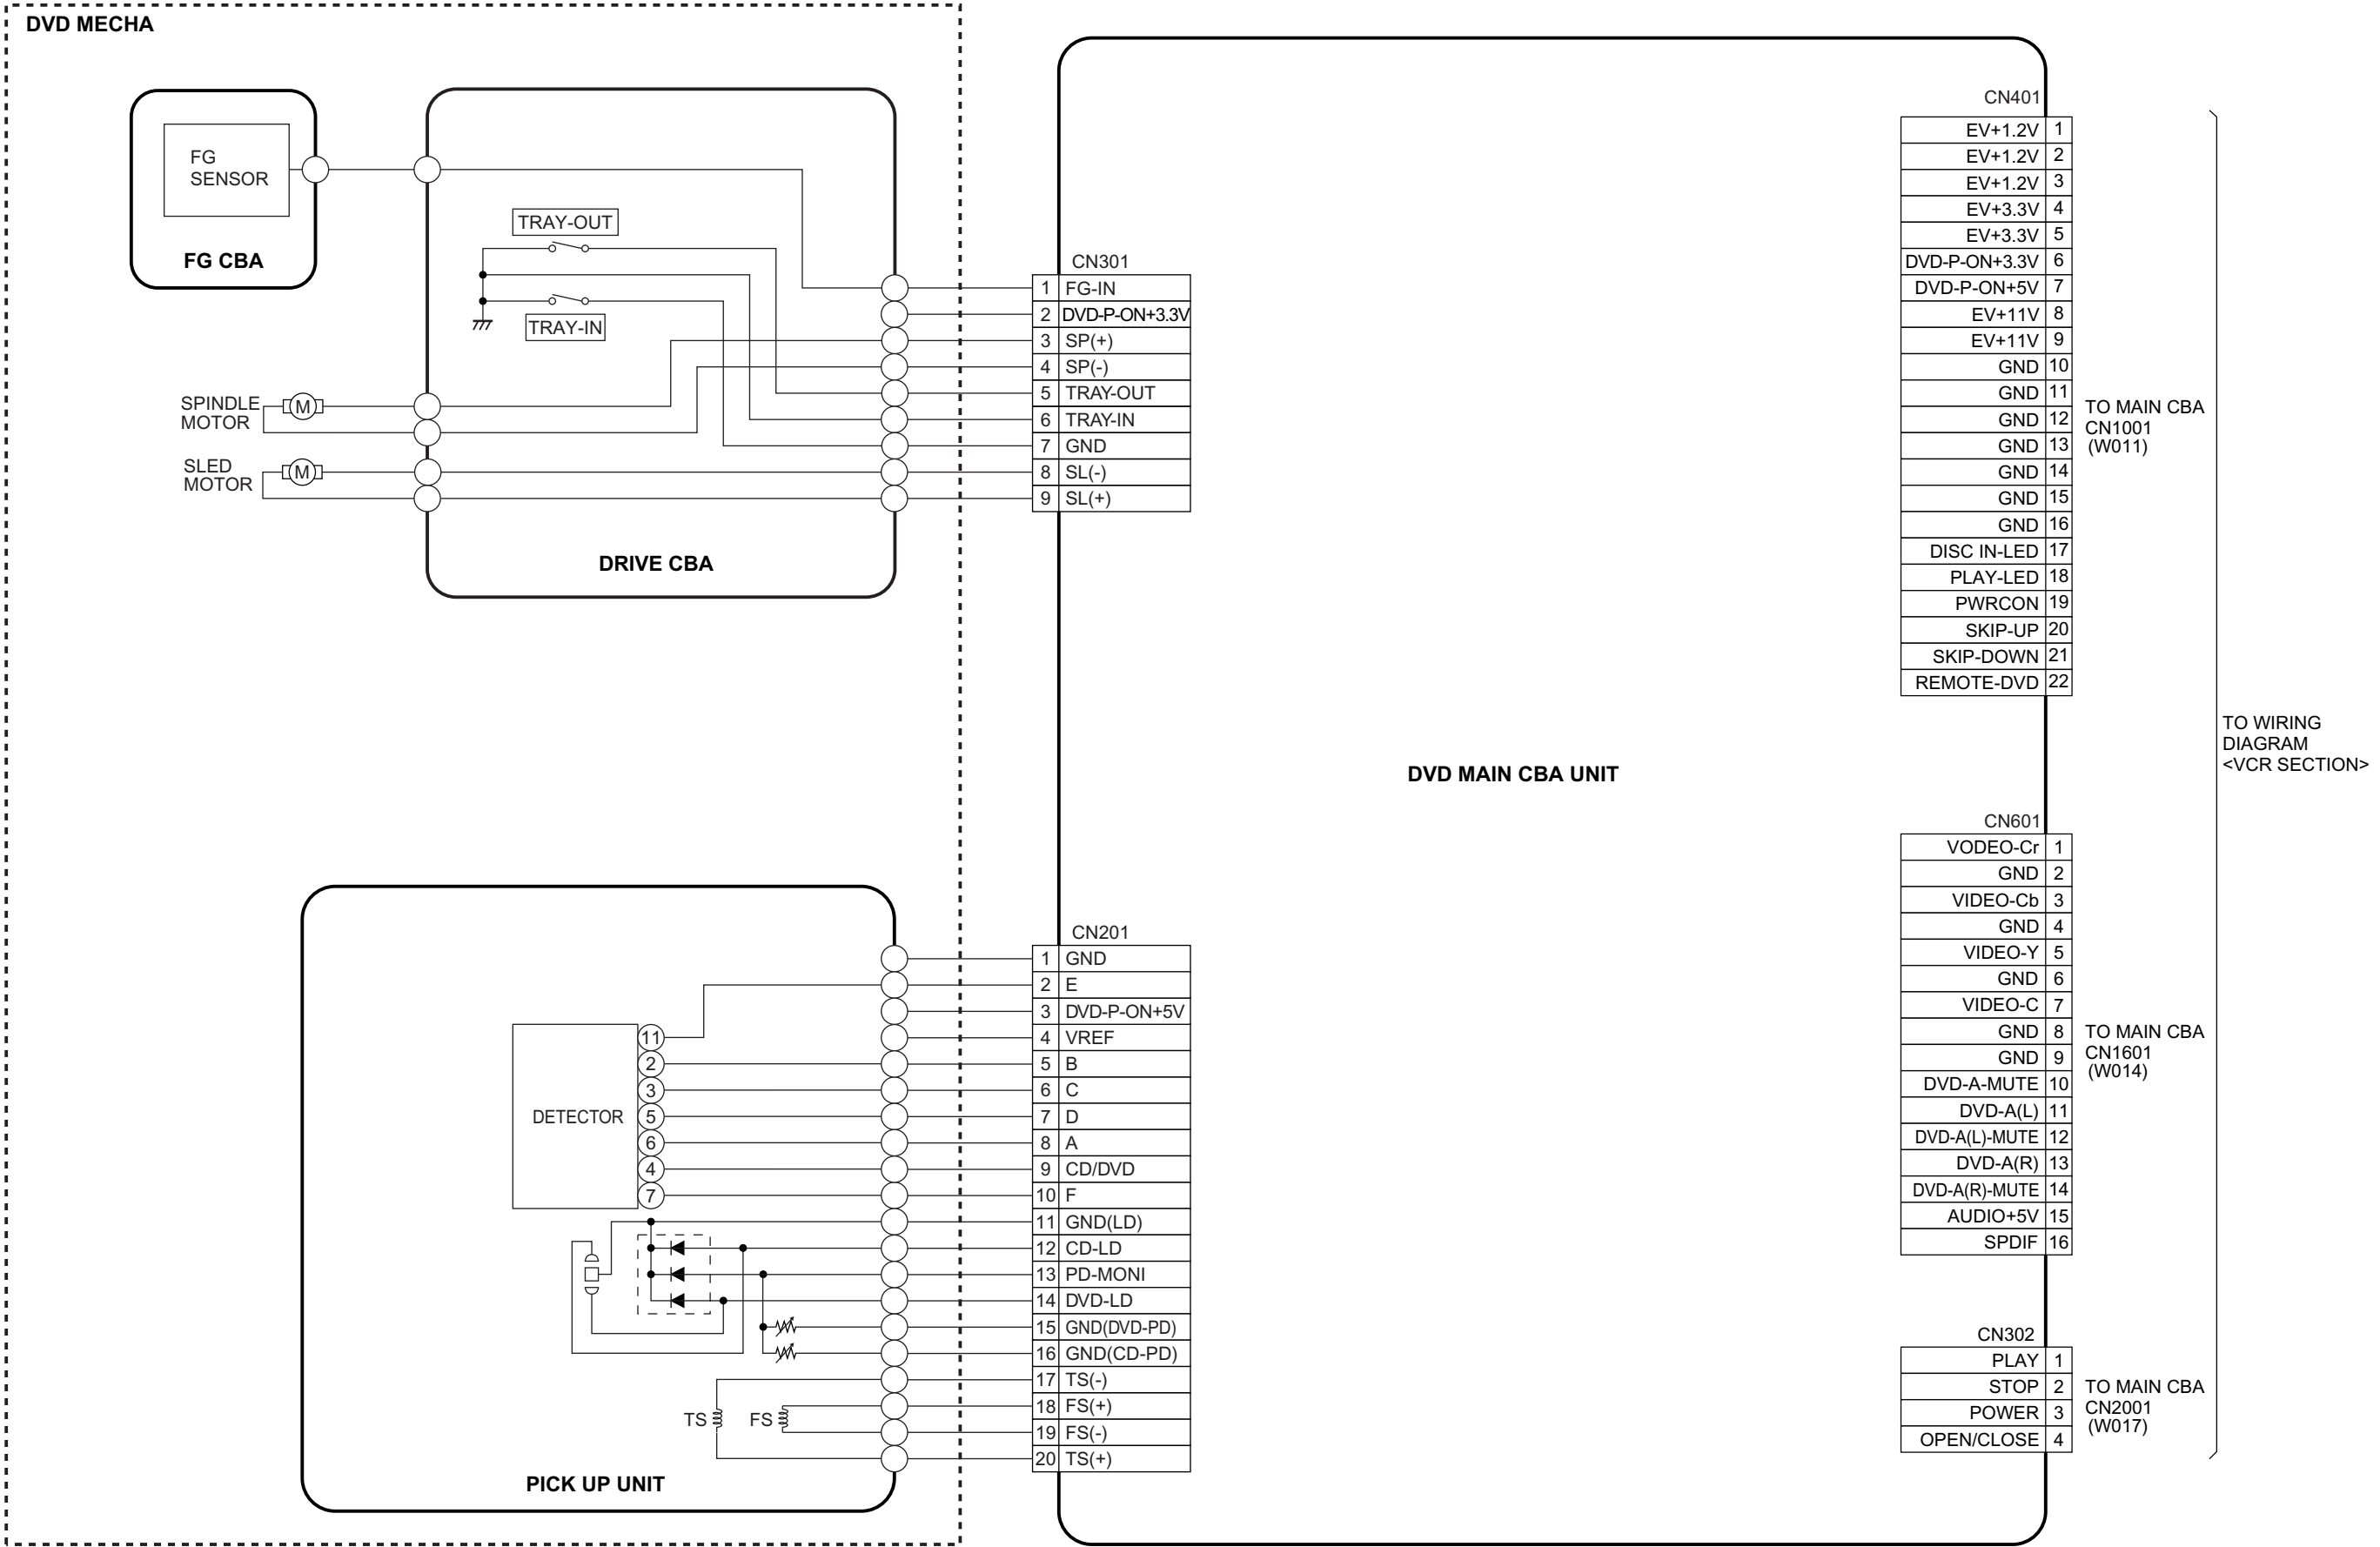 DVD MECHA
FG
SENSOR
FG CBA
TRAY-OUT
TRAY-IN
SPINDLE
MOTOR
M
SLED
MOTOR
M
DRIVE CBA
CN301
1 FG-IN
2 DVD-P-ON+3.3V
3 SP(+)
4 SP(-)
5 TRAY-OUT
6 TRAY-IN
7 GND
8 SL(-)
9 SL(+)
DETECTOR
11
2
3
5
6
4
7
TS
FS
PICK UP UNIT
CN201
1 GND
2 E
3 DVD-P-ON+5V
4 VREF
5 B
6 C
7 D
8 A
9 CD/DVD
10 F
11 GND(LD)
12 CD-LD
13 PD-MONI
14 DVD-LD
15 GND(DVD-PD)
16 GND(CD-PD)
17 TS(-)
18 FS(+)
19 FS(-)
20 TS(+)
DVD MAIN CBA UNIT
CN401
EV+1.2V 1
EV+1.2V 2
EV+1.2V 3
EV+3.3V 4
EV+3.3V 5
DVD-P-ON+3.3V 6
DVD-P-ON+5V 7
EV+11V 8
EV+11V 9
GND 10
GND 11
GND 12
GND 13
GND 14
GND 15
GND 16
DISC IN-LED 17
PLAY-LED 18
PWRCON 19
SKIP-UP 20
SKIP-DOWN 21
REMOTE-DVD 22
TO MAIN CBA
CN1001
(W011)
CN601
VODEO-Cr 1
GND 2
VIDEO-Cb 3
GND 4
VIDEO-Y 5
GND 6
VIDEO-C 7
GND 8
GND 9
DVD-A-MUTE 10
DVD-A(L) 11
DVD-A(L)-MUTE 12
DVD-A(R) 13
DVD-A(R)-MUTE 14
AUDIO+5V 15
SPDIF 16
TO MAIN CBA
CN1601
(W014)
CN302
PLAY 1
STOP 2
POWER 3
OPEN/CLOSE 4
TO MAIN CBA
CN2001
(W017)
TO WIRING
DIAGRAM
<VCR SECTION>